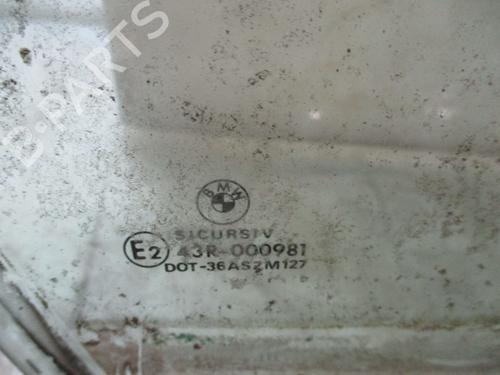 B-PARTS
BMW
SICURSIV
E2 43R-000981
DOT-36AS2M127